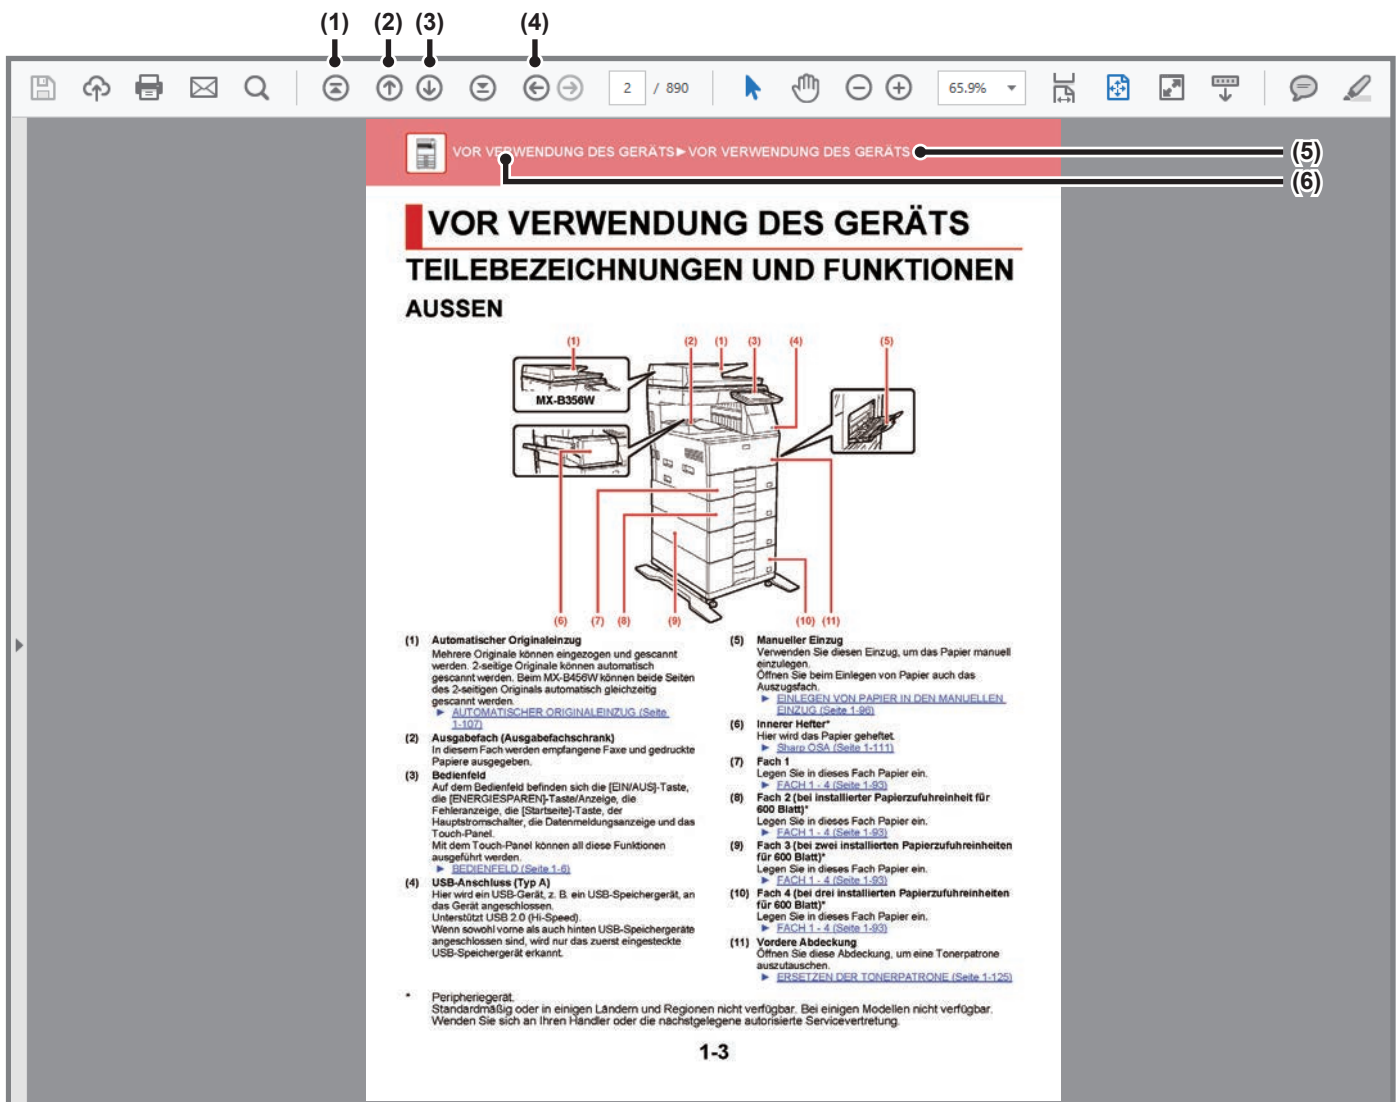 (1) (2) (3) (4)
2 / 890 65.9%
VOR VERWENDUNG DES GERÄTS►VOR VERWENDUNG DES GERÄTS
(5)
(6)
VOR VERWENDUNG DES GERÄTS
TEILEBEZEICHNUNGEN UND FUNKTIONEN
AUSSEN
(1) (2) (1) (3) (4) (5)
MX-B356W
(6) (7) (8) (9) (10) (11)
(1) Automatischer Originaleinzug
Mehrere Originale können eingezogen und gescannt
werden. 2-seitige Originale können automatisch
gescannt werden. Beim MX-B456W können beide Seiten
des 2-seitigen Originals automatisch gleichzeitig
gescannt werden.
► AUTOMATISCHER ORIGINALEINZUG (Seite
1-107)
(2) Ausgabefach (Ausgabefachschrank)
In diesem Fach werden empfangene Faxe und gedruckte
Papiere ausgegeben.
(3) Bedienfeld
Auf dem Bedienfeld befinden sich die [EIN/AUS]-Taste,
die [ENERGIESPAREN]-Taste/Anzeige, die
Fehleranzeige, die [Startseite]-Taste, der
Hauptstromschalter, die Datenmeldungsanzeige und das
Touch-Panel.
Mit dem Touch-Panel können all diese Funktionen
ausgeführt werden.
► BEDIENFELD (Seite 1-6)
(4) USB-Anschluss (Typ A)
Hier wird ein USB-Gerät, z. B. ein USB-Speichergerät, an
das Gerät angeschlossen.
Unterstützt USB 2.0 (Hi-Speed).
Wenn sowohl vorne als auch hinten USB-Speichergeräte
angeschlossen sind, wird nur das zuerst eingesteckte
USB-Speichergerät erkannt.
(5) Manueller Einzug
Verwenden Sie diesen Einzug, um das Papier manuell
einzulegen.
Öffnen Sie beim Einlegen von Papier auch das
Auszugsfach.
► EINLEGEN VON PAPIER IN DEN MANUELLEN
EINZUG (Seite 1-96)
(6) Innerer Hefter*
Hier wird das Papier geheftet.
► Sharp OSA (Seite 1-111)
(7) Fach 1
Legen Sie in dieses Fach Papier ein.
► FACH 1 - 4 (Seite 1-93)
(8) Fach 2 (bei installierter Papierzufuhreinheit für
600 Blatt)*
Legen Sie in dieses Fach Papier ein.
► FACH 1 - 4 (Seite 1-93)
(9) Fach 3 (bei zwei installierten Papierzufuhreinheiten
für 600 Blatt)*
Legen Sie in dieses Fach Papier ein.
► FACH 1 - 4 (Seite 1-93)
(10) Fach 4 (bei drei installierten Papierzufuhreinheiten
für 600 Blatt)*
Legen Sie in dieses Fach Papier ein.
► FACH 1 - 4 (Seite 1-93)
(11) Vordere Abdeckung
Öffnen Sie diese Abdeckung, um eine Tonerpatrone
auszutauschen.
► ERSETZEN DER TONERPATRONE (Seite 1-125)
* Peripheriegerät.
Standardmäßig oder in einigen Ländern und Regionen nicht verfügbar. Bei einigen Modellen nicht verfügbar.
Wenden Sie sich an Ihren Händler oder die nächstgelegene autorisierte Servicevertretung.
1-3